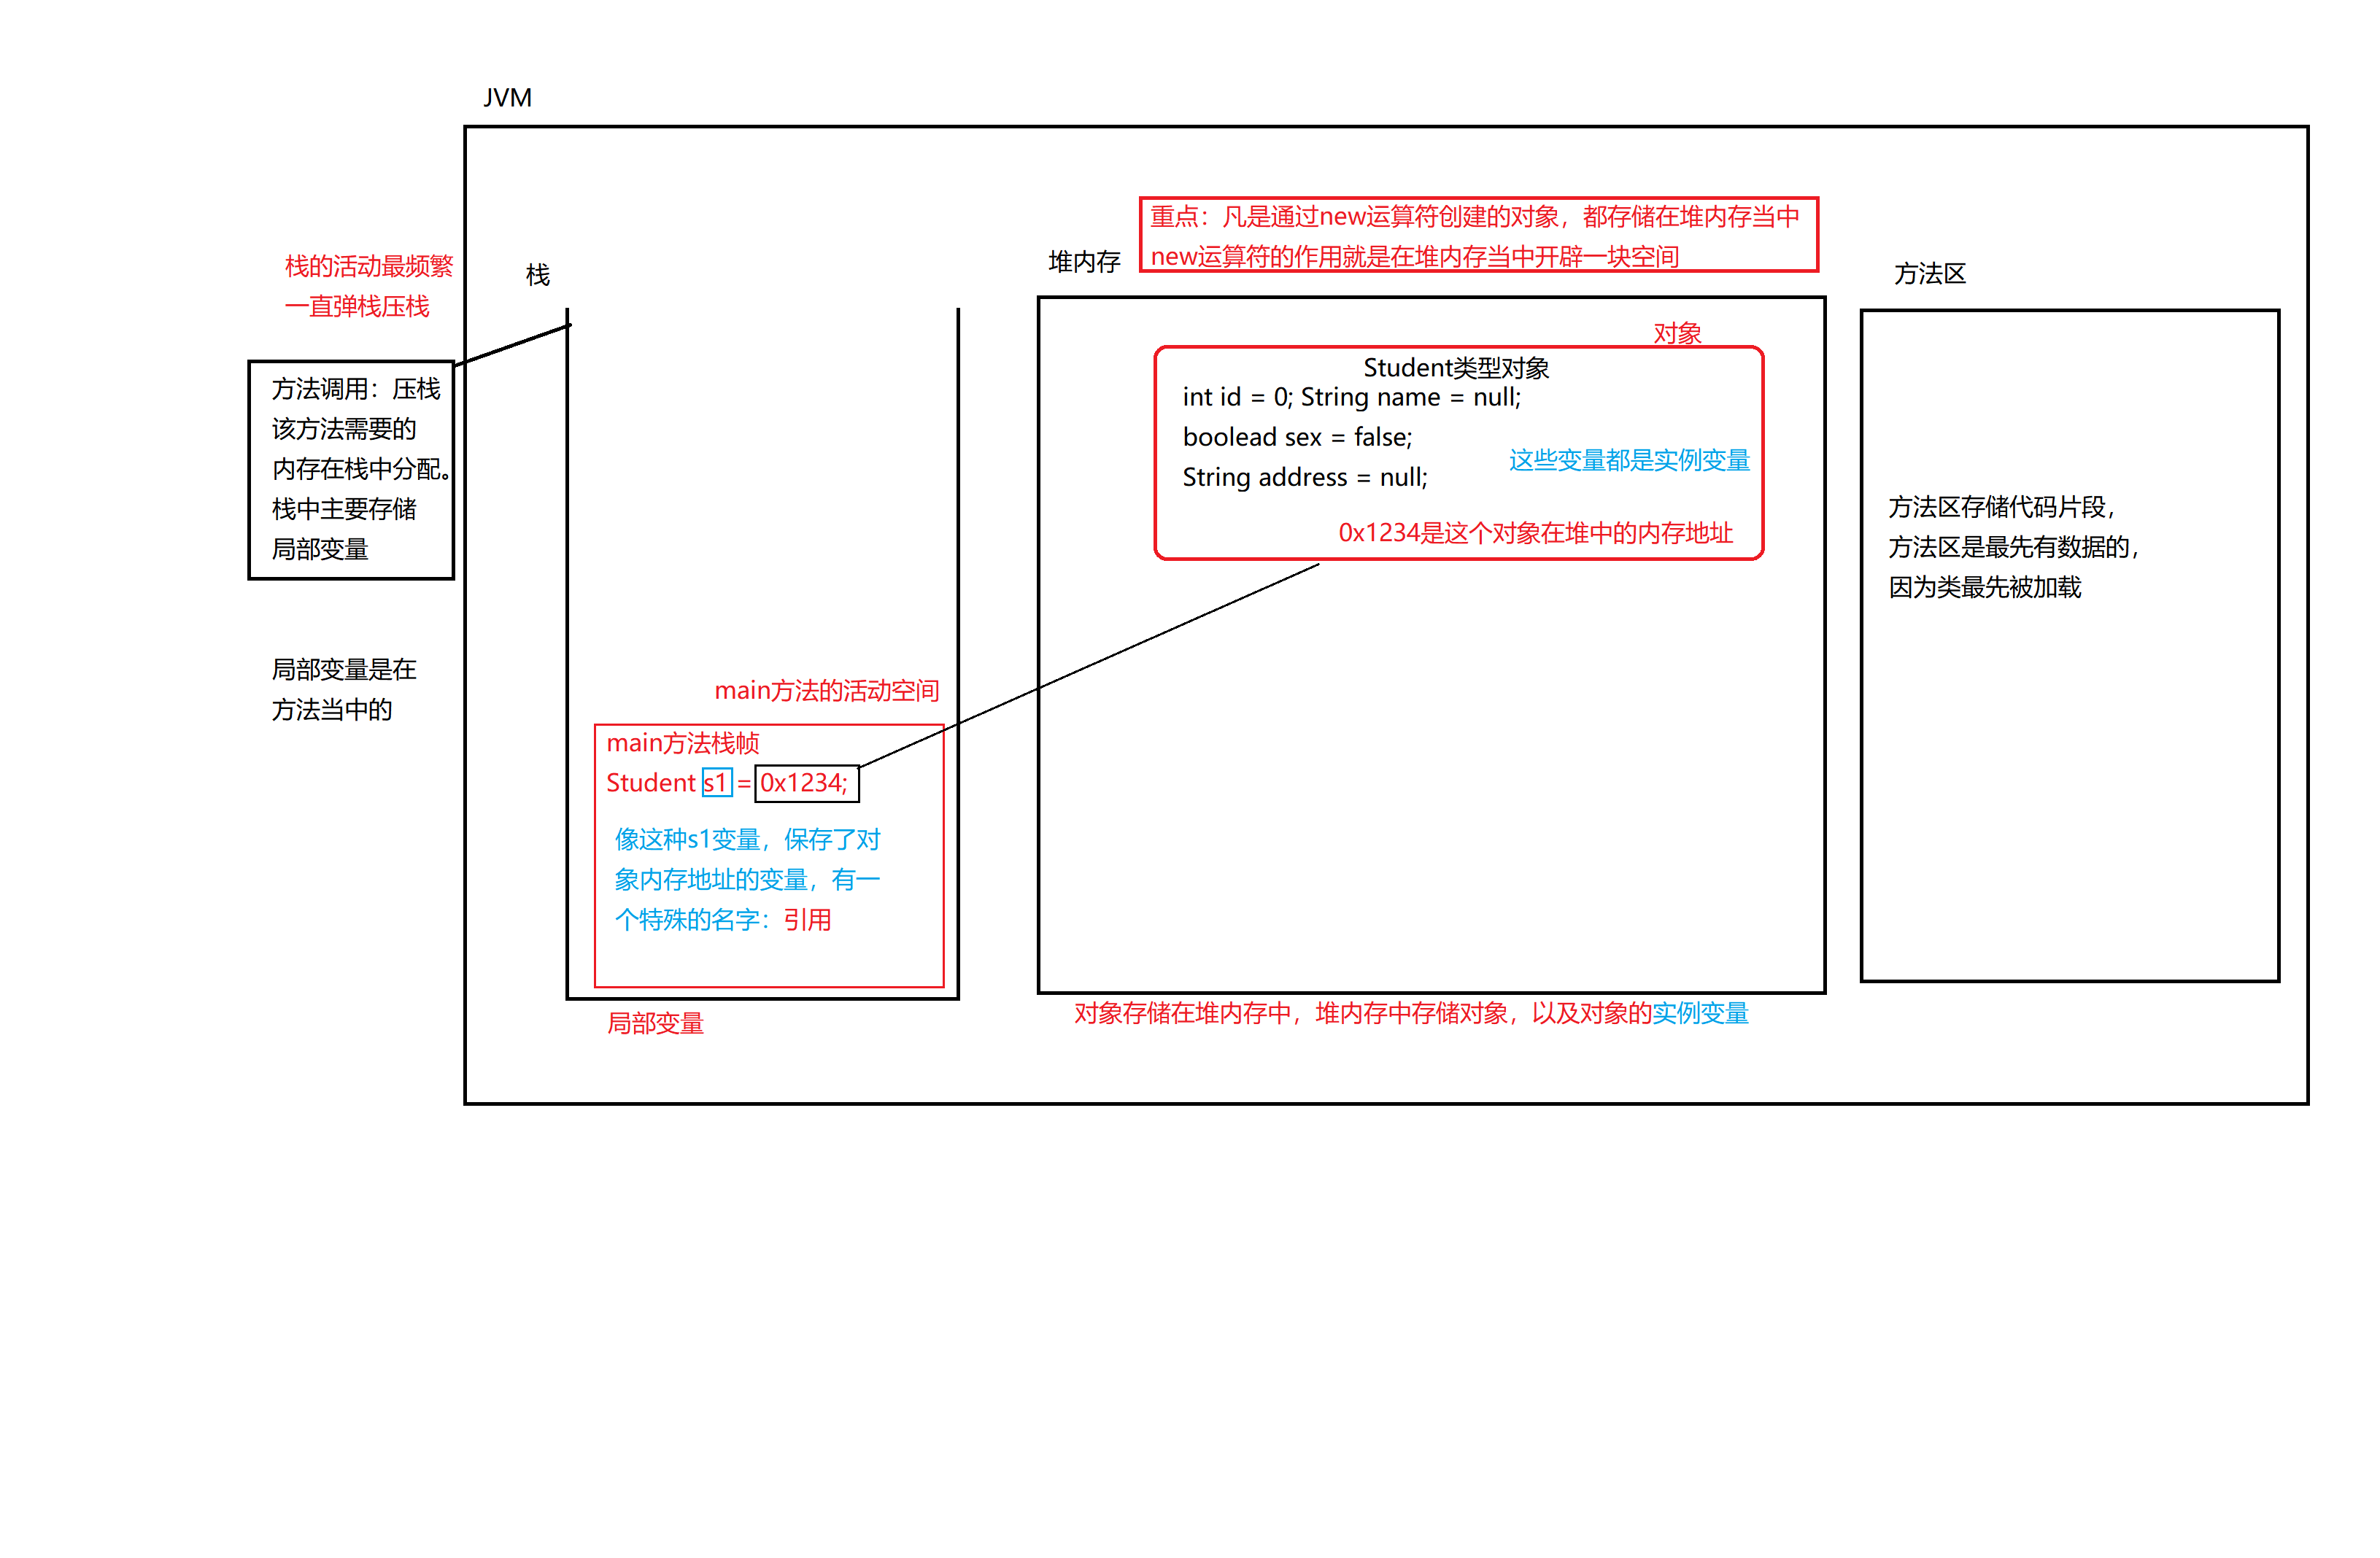 JVM
栈的活动最频繁
一直弹栈压栈
方法调用：压栈
该方法需要的
内存在栈中分配。
栈中主要存储
局部变量
局部变量是在
方法当中的
栈
main方法的活动空间
main方法栈帧
Student s1 = 0x1234;
像这种s1变量，保存了对
象内存地址的变量，有一
个特殊的名字：引用
局部变量
堆内存
重点：凡是通过new运算符创建的对象，都存储在堆内存当中
new运算符的作用就是在堆内存当中开辟一块空间
对象
Student类型对象
int id = 0; String name = null;
boolead sex = false;
这些变量都是实例变量
String address = null;
0x1234是这个对象在堆中的内存地址
对象存储在堆内存中，堆内存中存储对象，以及对象的实例变量
方法区
方法区存储代码片段，
方法区是最先有数据的，
因为类最先被加载